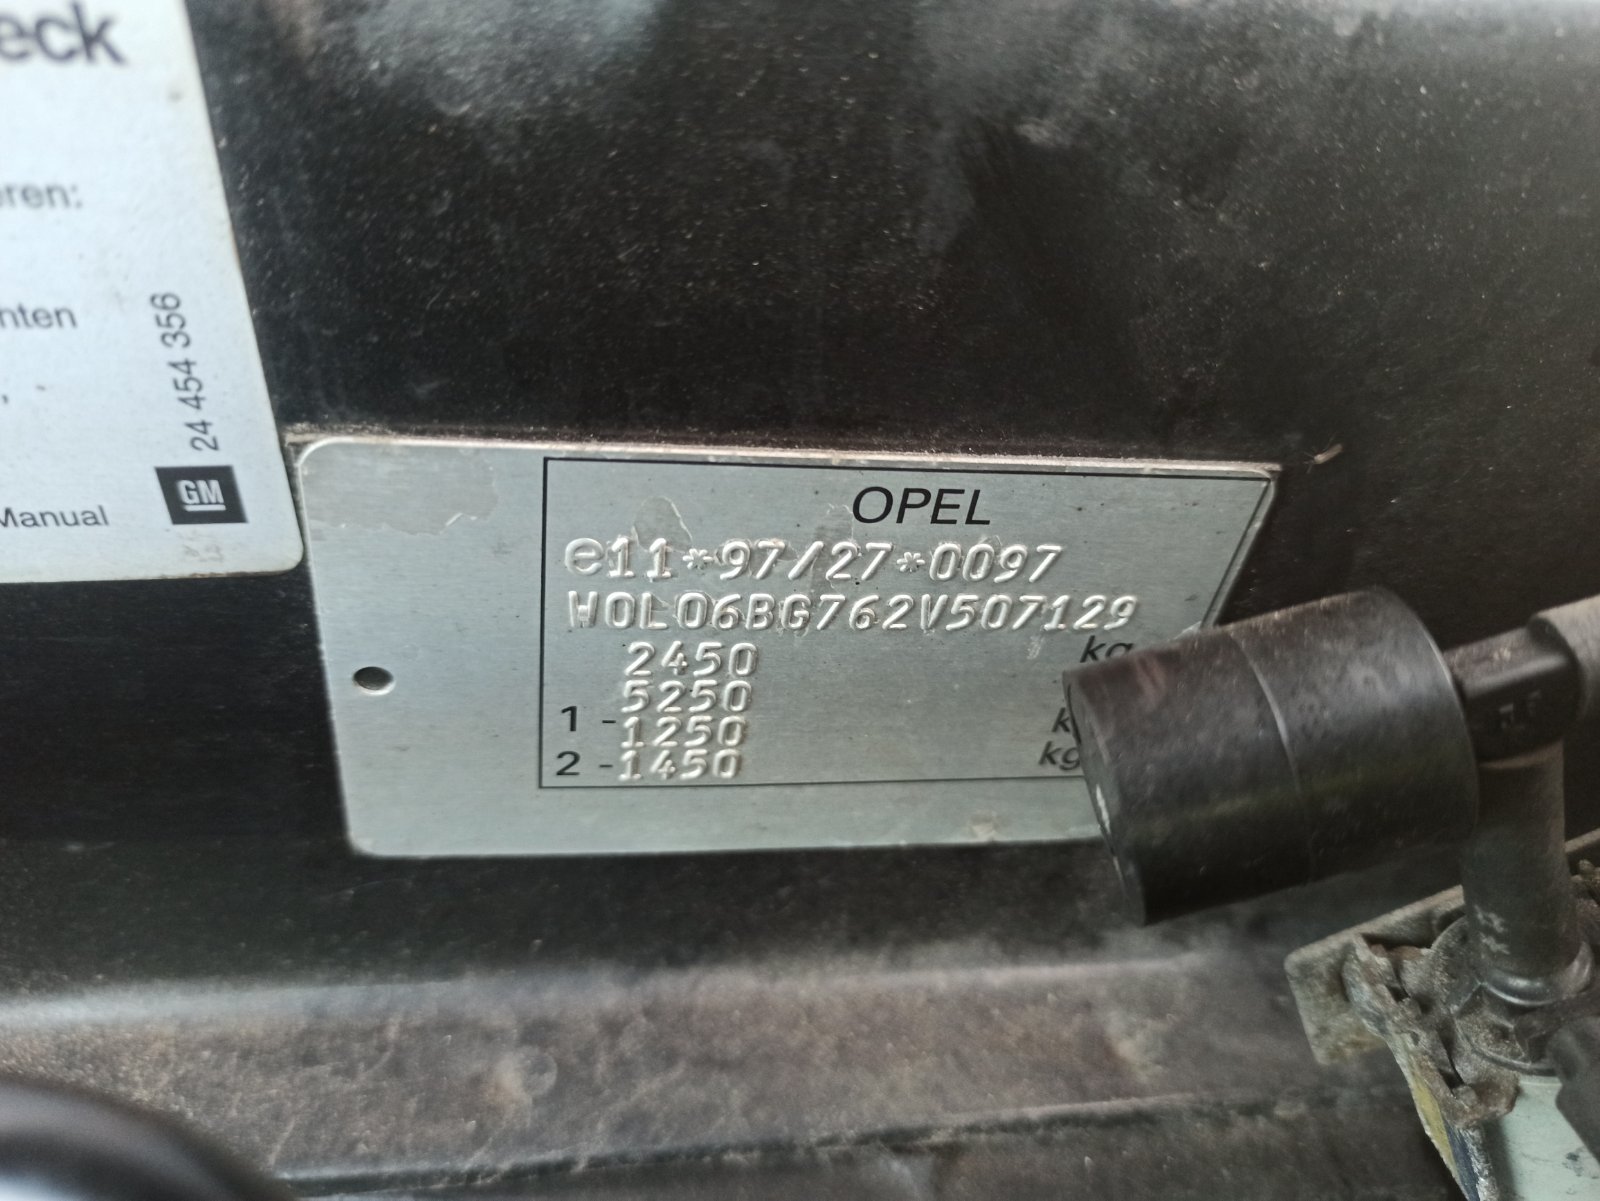 eck
eren:
nten
,
Manual
24 454 356
GM
OPEL
e11*97/27*0097
W0L06BG762V507129
2450 kg
5250
1 -1250 k
2 -1450 kg